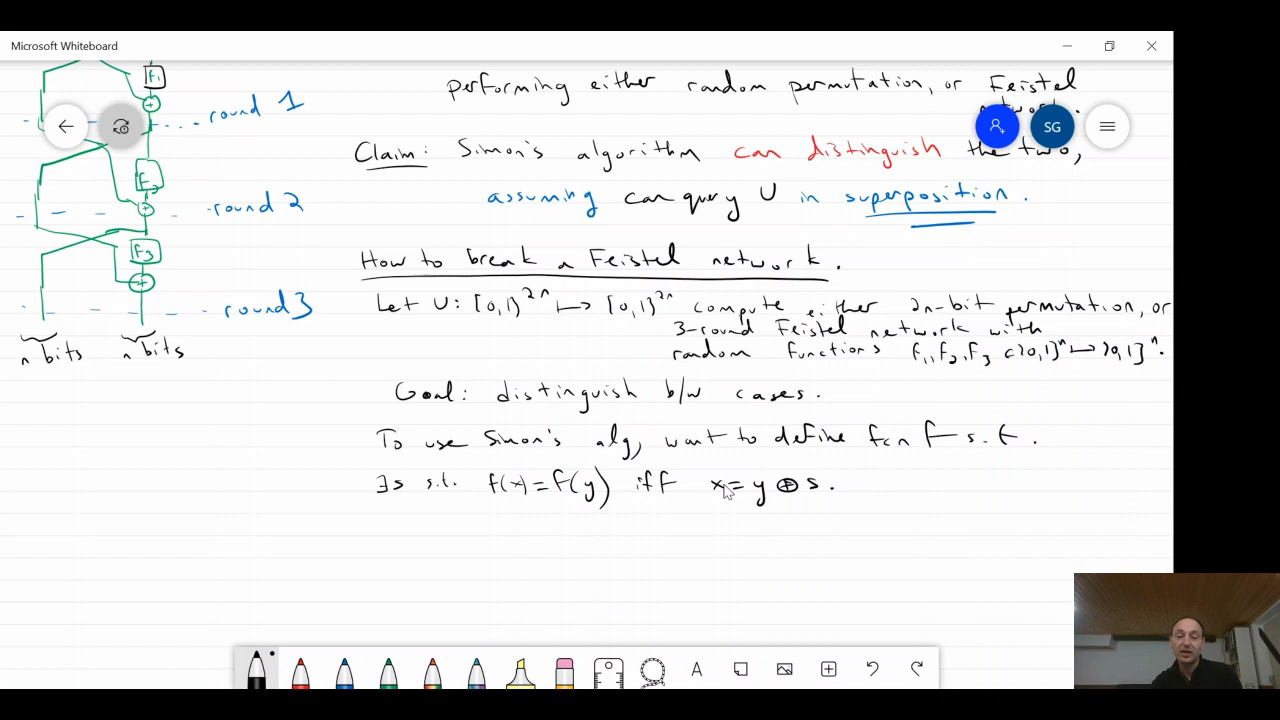 Microsoft Whiteboard
F1
performing either random permutation, or Feistel
round 1
SG
Claim: Simon's algorithm can distinguish the two,
F2
assuming can query U in superposition.
round 2
F3
How to break a Feistel network.
round 3
Let U: {0,1}^2n ↦ {0,1}^2n compute either 2n-bit permutation, or
3-round Feistel network with
random functions f1, F2, F3 {0,1}^n ↦ {0,1}^n.
n bits n bits
Goal: distinguish b/w cases.
To use Simon's alg, want to define fcn f s.t.
∃s s.t. f(x)=f(y) iff x=y⊕s.
A